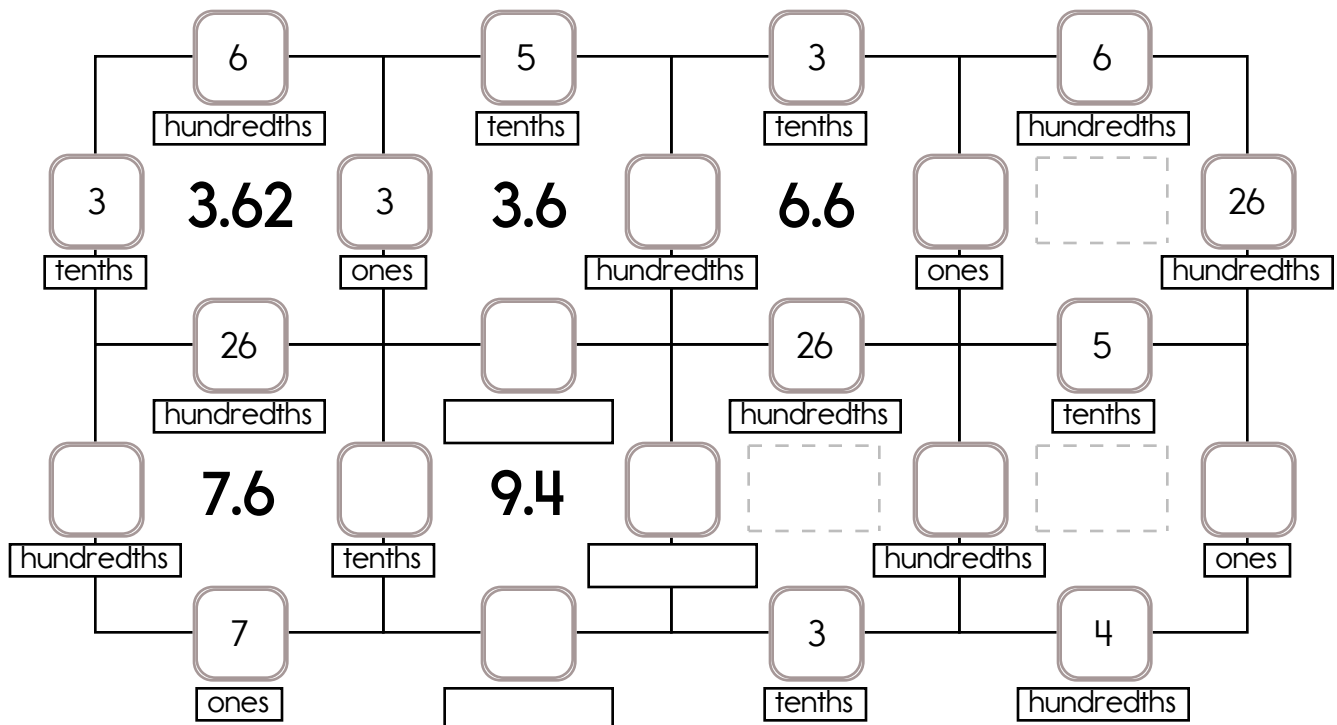 6 5 3 6
hundredths tenths tenths hundredths
3 3.62 3 3.6 6.6 26
tenths ones hundredths ones hundredths
26 26 5
hundredths hundredths tenths
7.6 9.4
hundredths tenths hundredths ones
7 3 4
ones tenths hundredths